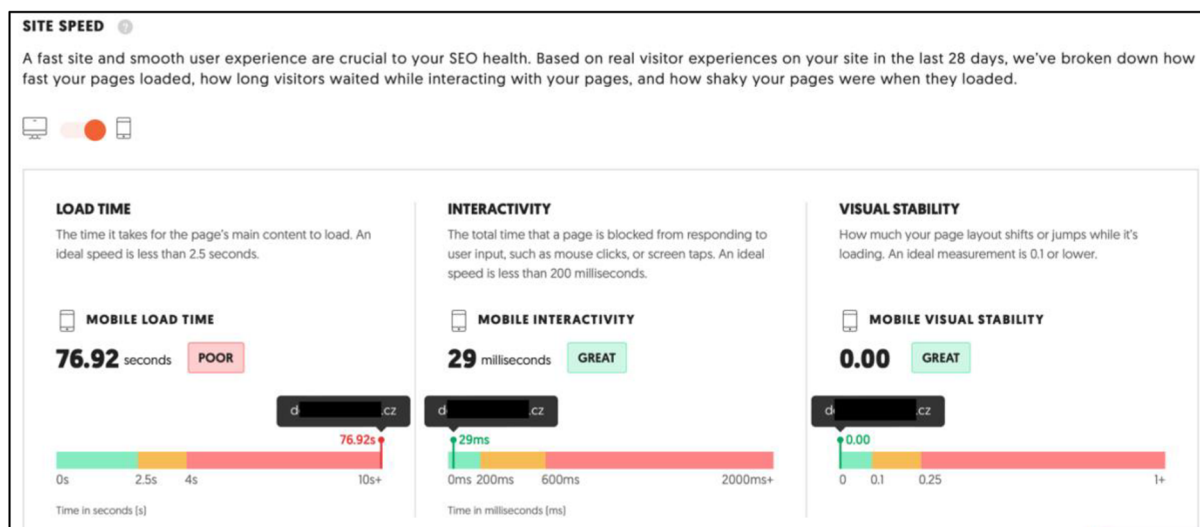 SITE SPEED ?
A fast site and smooth user experience are crucial to your SEO health. Based on real visitor experiences on your site in the last 28 days, we've broken down how
fast your pages loaded, how long visitors waited while interacting with your pages, and how shaky your pages were when they loaded.
LOAD TIME
The time it takes for the page's main content to load. An
ideal speed is less than 2.5 seconds.
MOBILE LOAD TIME
76.92 seconds POOR
d .cz
76.92s
0s 2.5s 4s 10s+
Time in seconds (s)
INTERACTIVITY
The total time that a page is blocked from responding to
user input, such as mouse clicks, or screen taps. An ideal
speed is less than 200 milliseconds.
MOBILE INTERACTIVITY
29 milliseconds GREAT
d .cz
29ms
0ms 200ms 600ms 2000ms+
Time in milliseconds (ms)
VISUAL STABILITY
How much your page layout shifts or jumps while it's
loading. An ideal measurement is 0.1 or lower.
MOBILE VISUAL STABILITY
0.00 GREAT
d .cz
0.00
0 0.1 0.25 1+